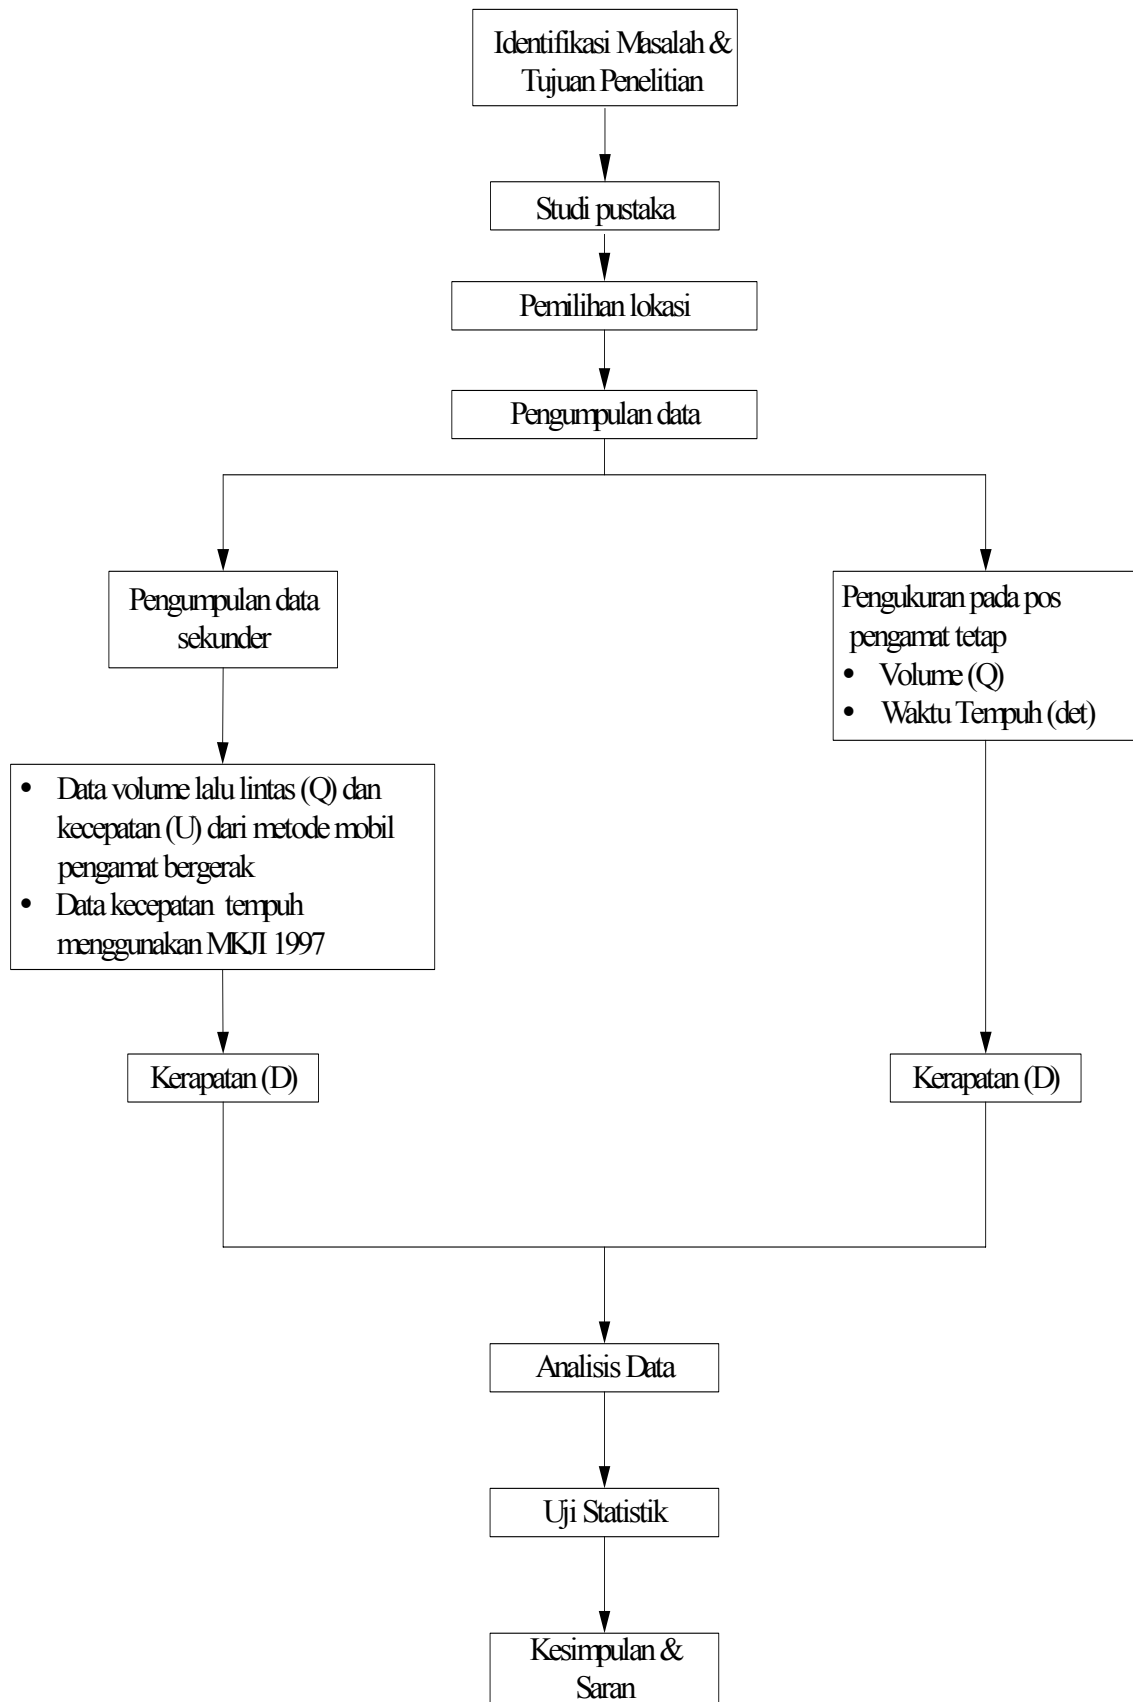 Identifikasi Masalah &
Tujuan Penelitian
Studi pustaka
Pemilihan lokasi
Pengumpulan data
Pengumpulan data
sekunder
Pengukuran pada pos
pengamat tetap
• Volume (Q)
• Waktu Tempuh (det)
• Data volume lalu lintas (Q) dan
kecepatan (U) dari metode mobil
pengamat bergerak
• Data kecepatan tempuh
menggunakan MKJI 1997
Kerapatan (D)
Kerapatan (D)
Analisis Data
Uji Statistik
Kesimpulan &
Saran